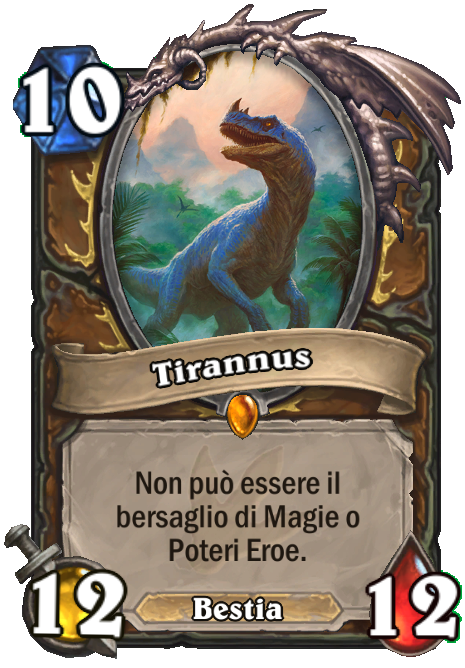 10
Tirannus
Non può essere il
bersaglio di Magie o
Poteri Eroe.
12
Bestia
12